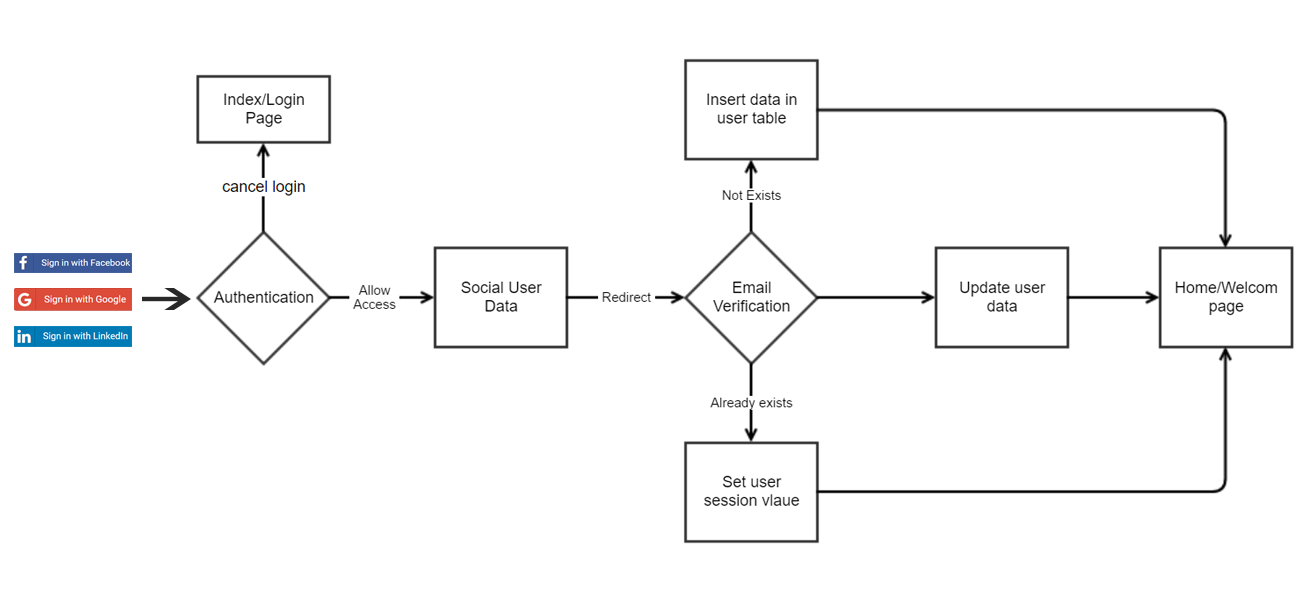 Index/Login
Page
cancel login
f Sign in with Facebook
G Sign in with Google
in Sign in with LinkedIn
Authentication
Allow
Access
Social User
Data
Redirect
Email
Verification
Not Exists
Insert data in
user table
Already exists
Set user
session vlaue
Update user
data
Home/Welcom
page